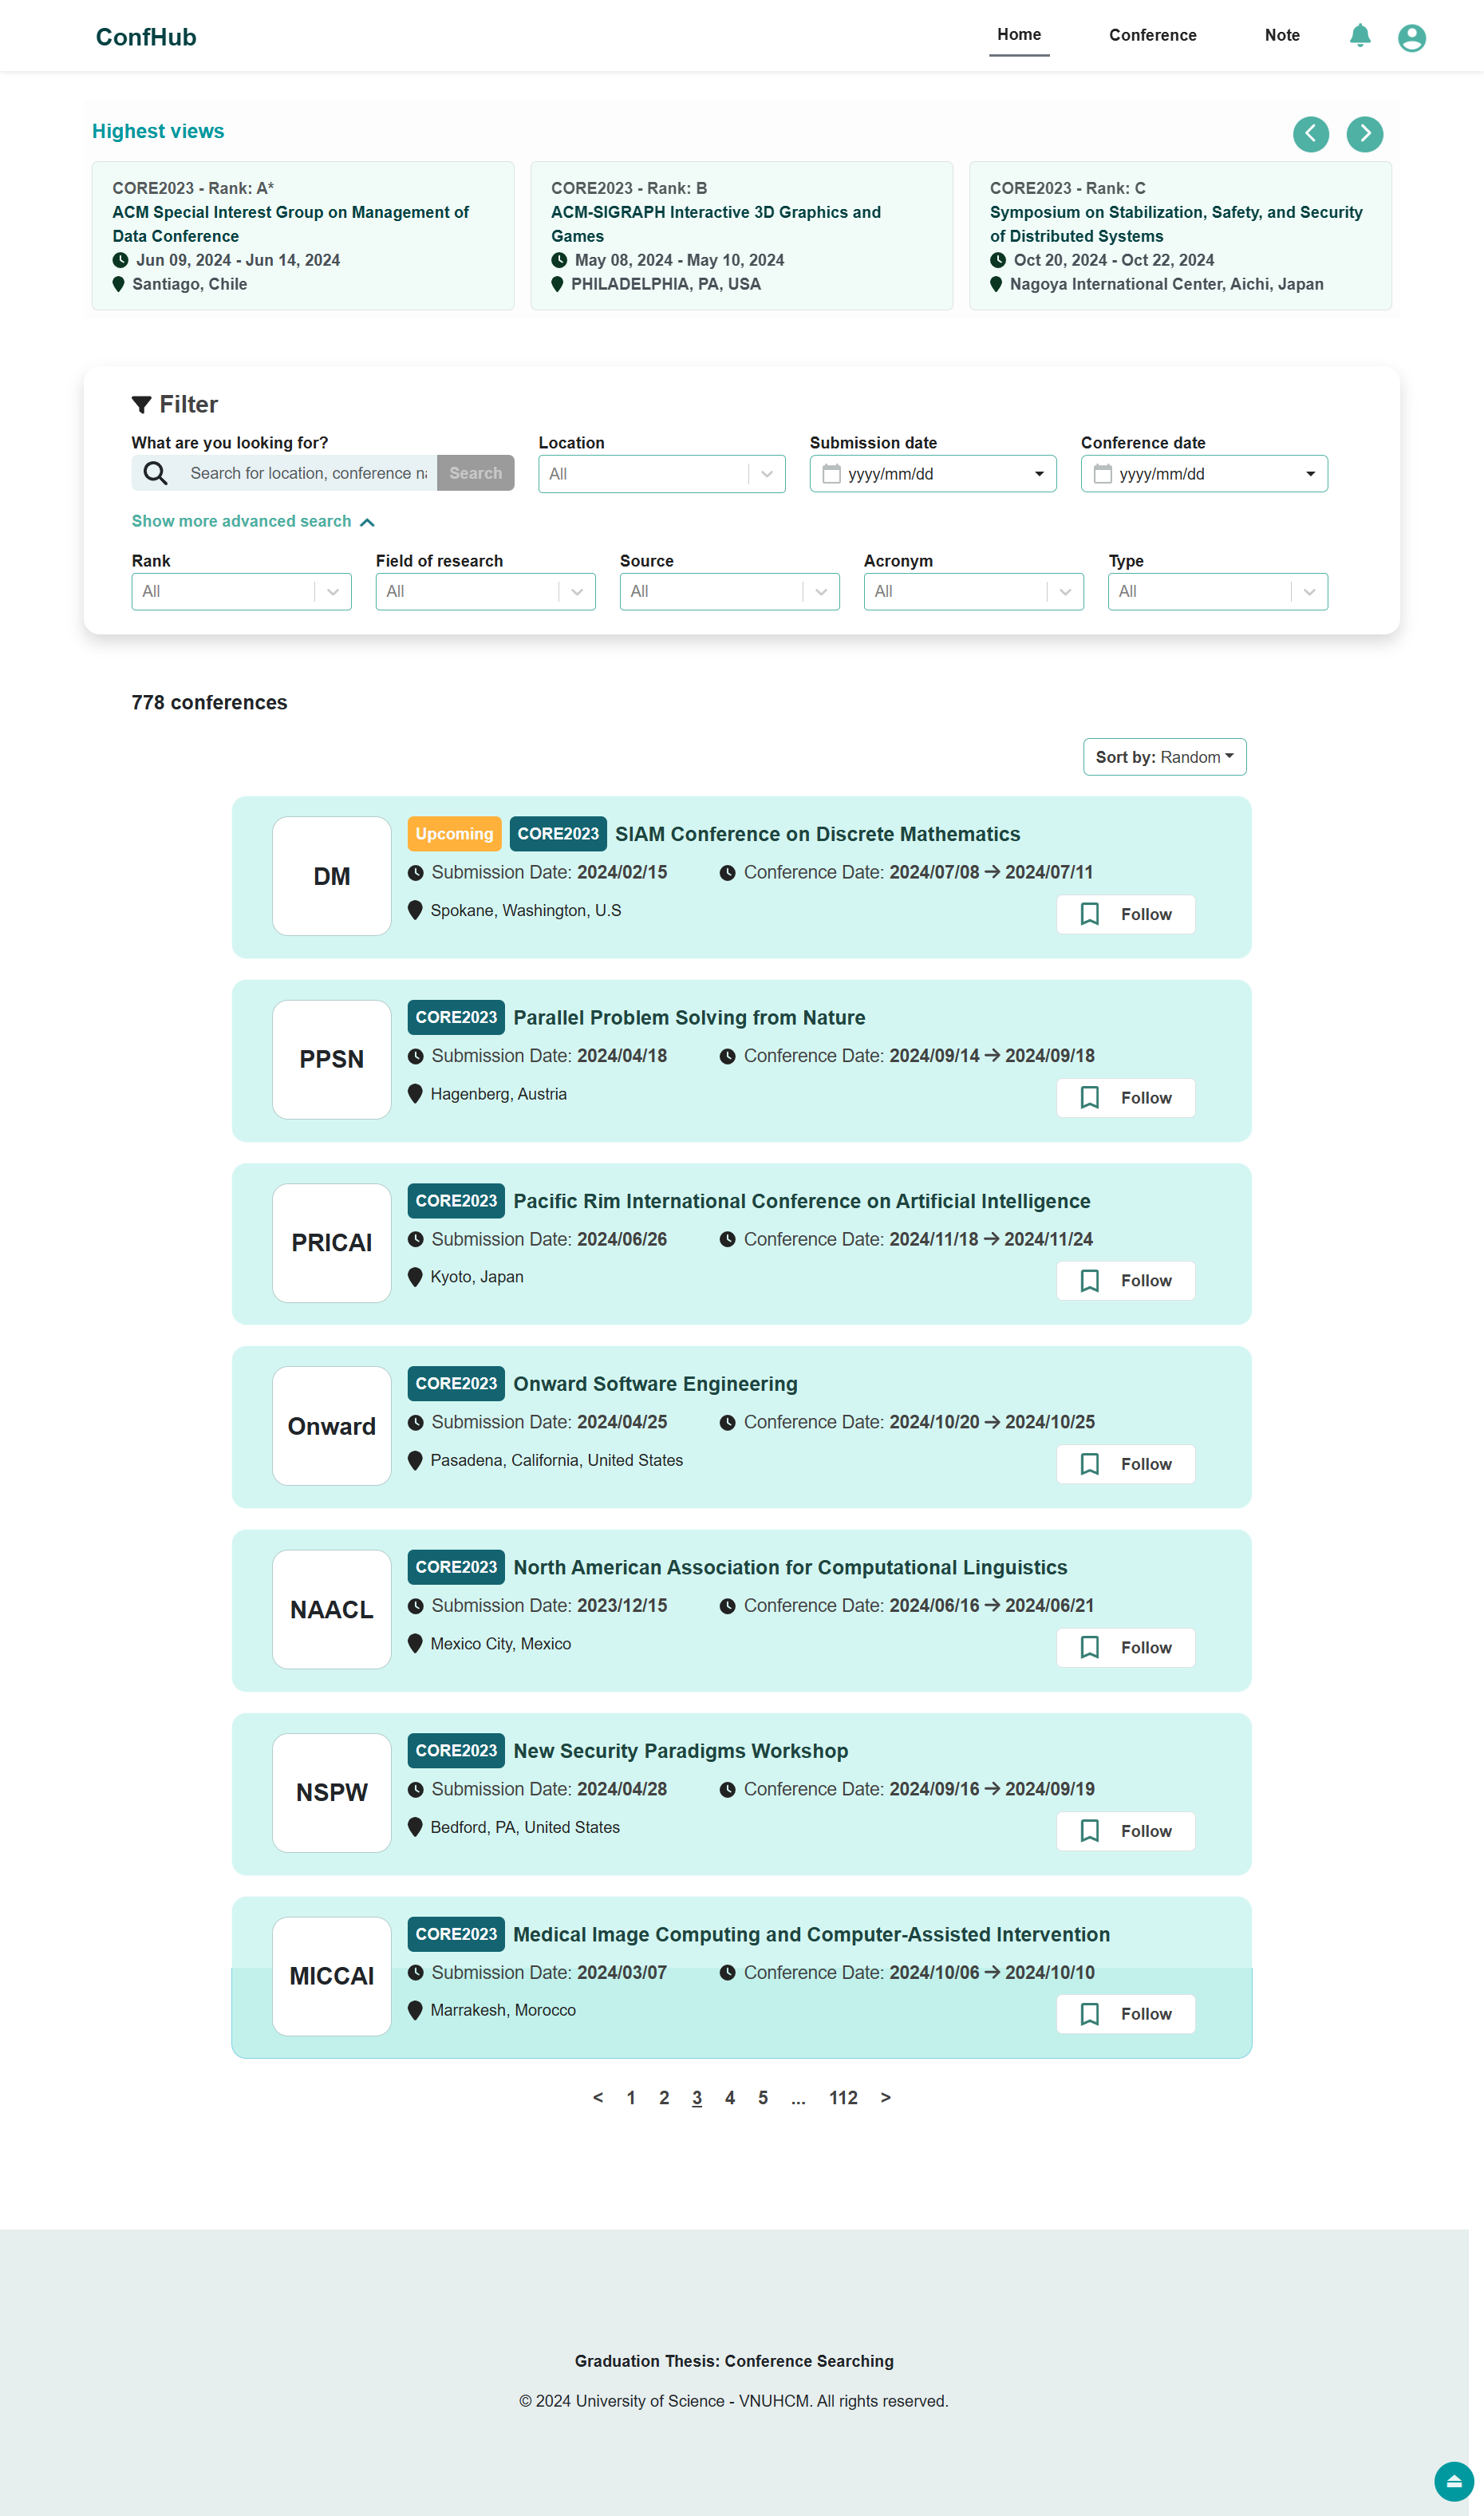 ConfHub
Home Conference Note
Highest views
CORE2023 - Rank: A*
ACM Special Interest Group on Management of
Data Conference
Jun 09, 2024 - Jun 14, 2024
Santiago, Chile
CORE2023 - Rank: B
ACM-SIGRAPH Interactive 3D Graphics and
Games
May 08, 2024 - May 10, 2024
PHILADELPHIA, PA, USA
CORE2023 - Rank: C
Symposium on Stabilization, Safety, and Security
of Distributed Systems
Oct 20, 2024 - Oct 22, 2024
Nagoya International Center, Aichi, Japan
Filter
What are you looking for? Location Submission date Conference date
Search for location, conference na Search All yyyy/mm/dd yyyy/mm/dd
Show more advanced search
Rank Field of research Source Acronym Type
All All All All All
778 conferences
Sort by: Random
DM
Upcoming CORE2023 SIAM Conference on Discrete Mathematics
Submission Date: 2024/02/15 Conference Date: 2024/07/08 → 2024/07/11
Spokane, Washington, U.S
Follow
PPSN
CORE2023 Parallel Problem Solving from Nature
Submission Date: 2024/04/18 Conference Date: 2024/09/14 → 2024/09/18
Hagenberg, Austria
Follow
PRICAI
CORE2023 Pacific Rim International Conference on Artificial Intelligence
Submission Date: 2024/06/26 Conference Date: 2024/11/18 → 2024/11/24
Kyoto, Japan
Follow
Onward
CORE2023 Onward Software Engineering
Submission Date: 2024/04/25 Conference Date: 2024/10/20 → 2024/10/25
Pasadena, California, United States
Follow
NAACL
CORE2023 North American Association for Computational Linguistics
Submission Date: 2023/12/15 Conference Date: 2024/06/16 → 2024/06/21
Mexico City, Mexico
Follow
NSPW
CORE2023 New Security Paradigms Workshop
Submission Date: 2024/04/28 Conference Date: 2024/09/16 → 2024/09/19
Bedford, PA, United States
Follow
MICCAI
CORE2023 Medical Image Computing and Computer-Assisted Intervention
Submission Date: 2024/03/07 Conference Date: 2024/10/06 → 2024/10/10
Marrakesh, Morocco
Follow
< 1 2 3 4 5 ... 112 >
Graduation Thesis: Conference Searching
© 2024 University of Science - VNUHCM. All rights reserved.